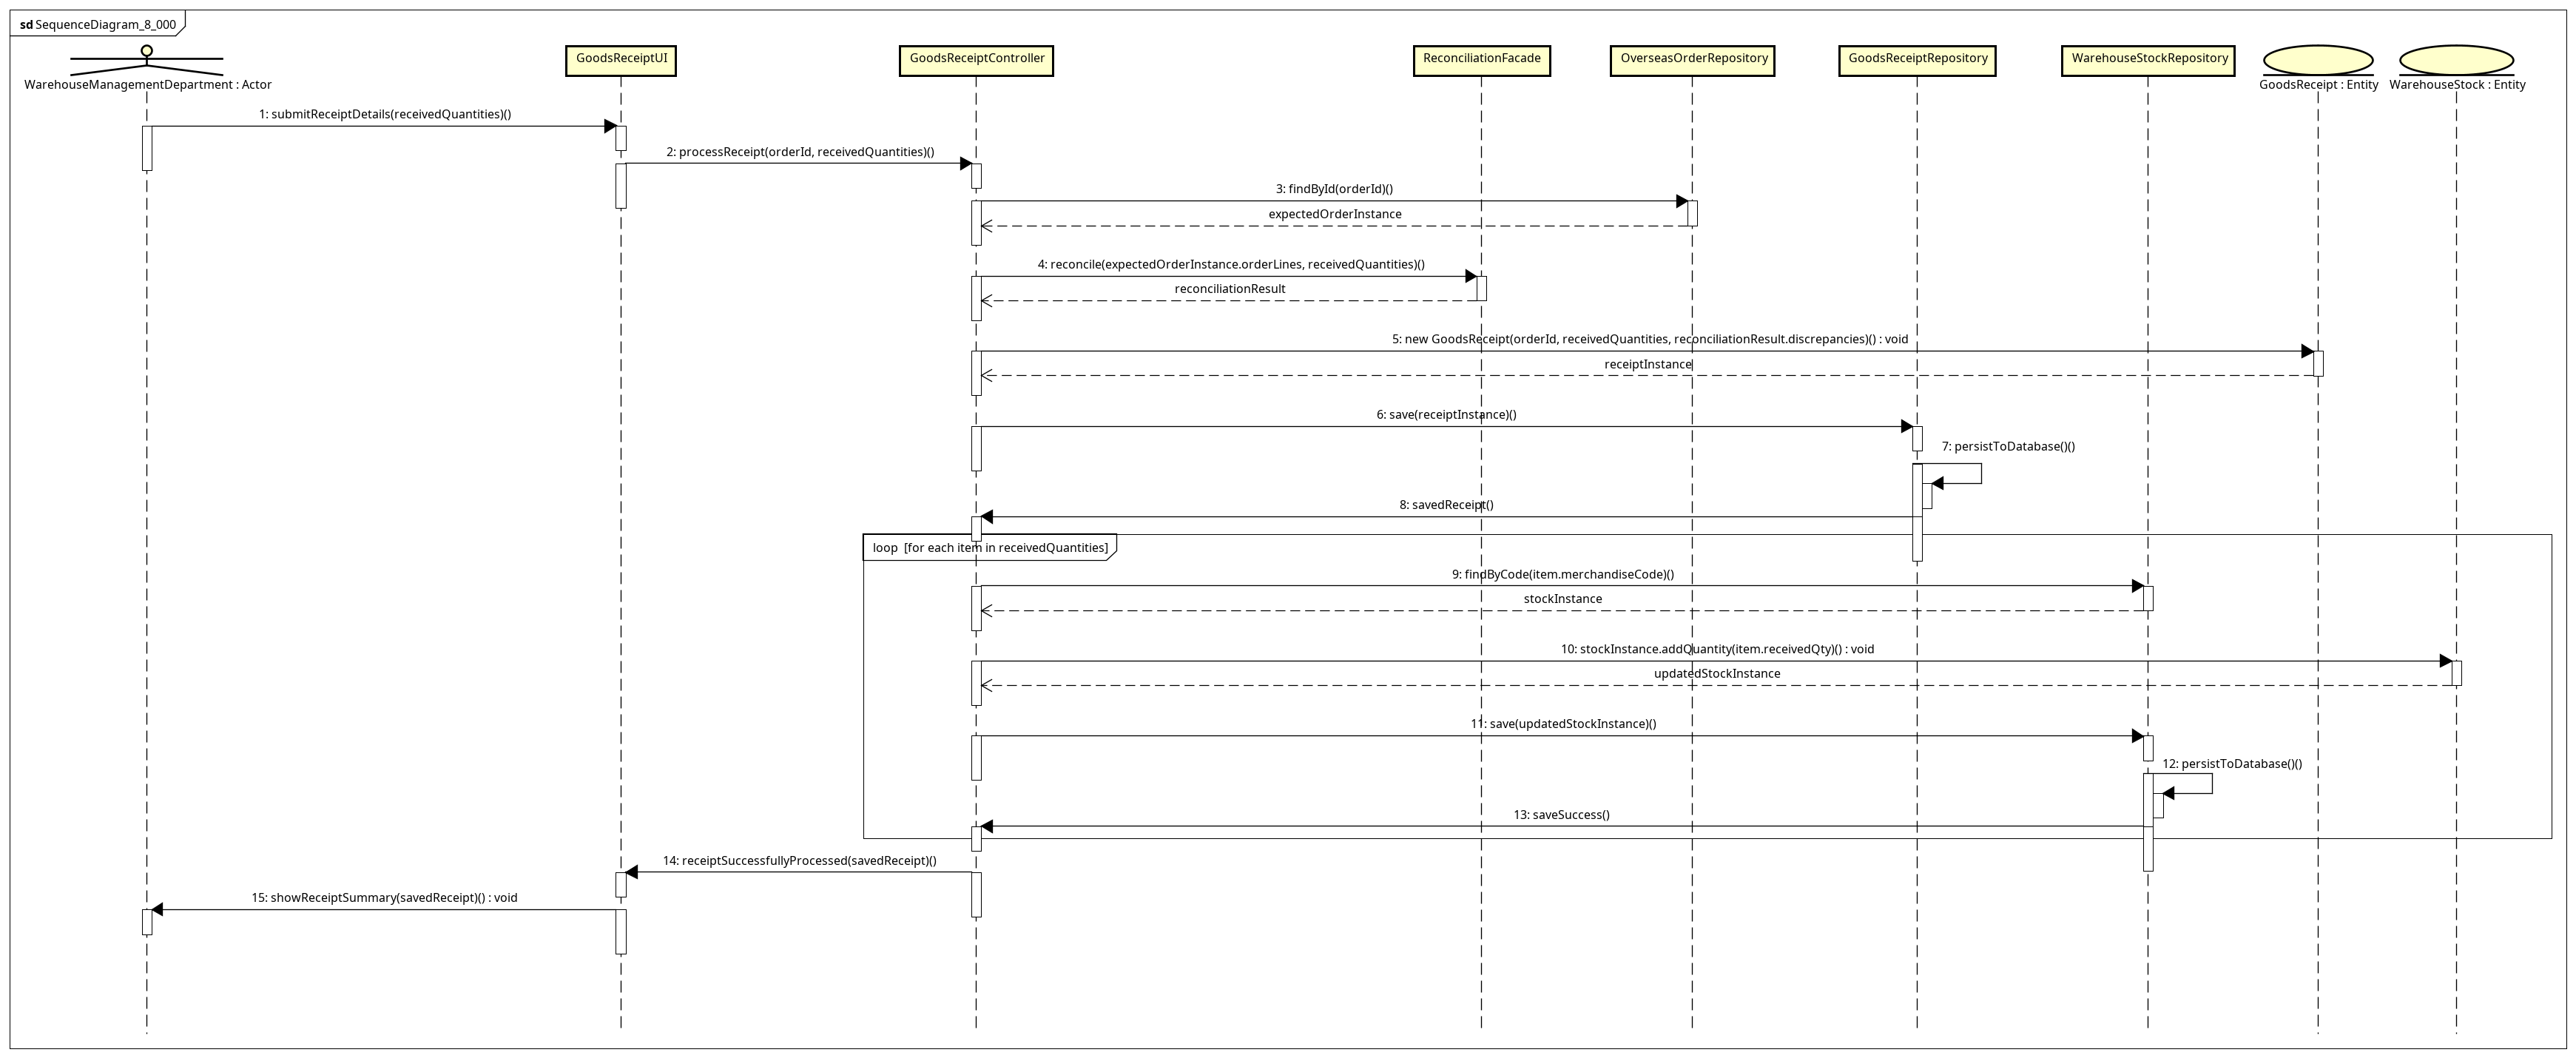 sd SequenceDiagram_8_000
WarehouseManagementDepartment : Actor
GoodsReceiptUI
GoodsReceiptController
ReconciliationFacade
OverseasOrderRepository
GoodsReceiptRepository
WarehouseStockRepository
GoodsReceipt : Entity
WarehouseStock : Entity
1: submitReceiptDetails(receivedQuantities)()
2: processReceipt(orderId, receivedQuantities)()
3: findById(orderId)()
expectedOrderInstance
4: reconcile(expectedOrderInstance.orderLines, receivedQuantities)()
reconciliationResult
5: new GoodsReceipt(orderId, receivedQuantities, reconciliationResult.discrepancies)() : void
receiptInstance
6: save(receiptInstance)()
7: persistToDatabase()()
8: savedReceipt()
loop [for each item in receivedQuantities]
9: findByCode(item.merchandiseCode)()
stockInstance
10: stockInstance.addQuantity(item.receivedQty)() : void
updatedStockInstance
11: save(updatedStockInstance)()
12: persistToDatabase()()
13: saveSuccess()
14: receiptSuccessfullyProcessed(savedReceipt)()
15: showReceiptSummary(savedReceipt)() : void